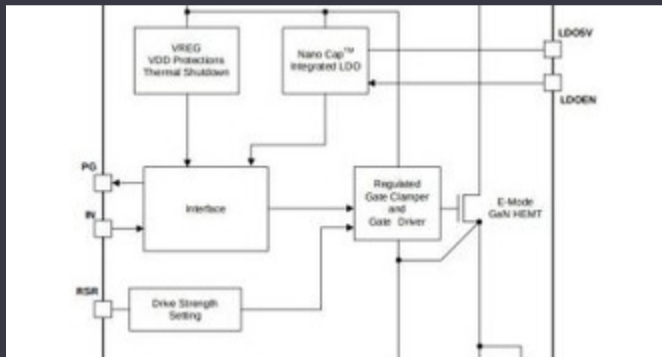 VREG
VDD Protections
Thermal Shutdown
Nano Cap™
Integrated LDO
LDO5V
LDOEN
PG
Interface
IN
Regulated
Gate Clamper
and
Gate Driver
E-Mode
GaN HEMT
RSR
Drive Strength
Setting